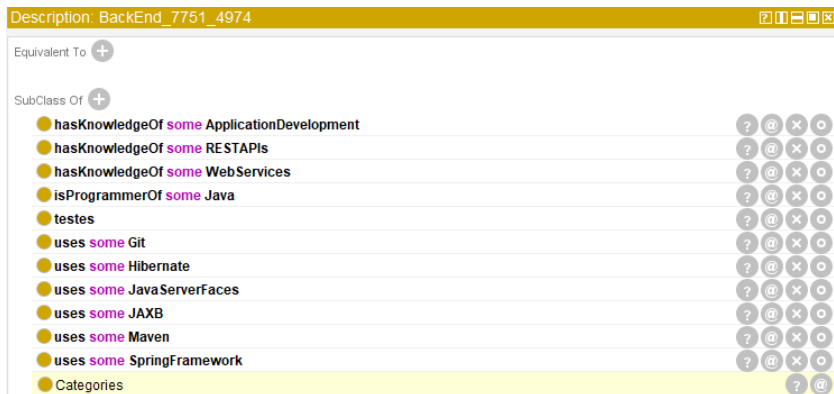 Description: BackEnd_7751_4974
Equivalent To
SubClass Of
hasKnowledgeOf some ApplicationDevelopment
hasKnowledgeOf some RESTAPIs
hasKnowledgeOf some WebServices
isProgrammerOf some Java
testes
uses some Git
uses some Hibernate
uses some JavaServerFaces
uses some JAXB
uses some Maven
uses some SpringFramework
Categories